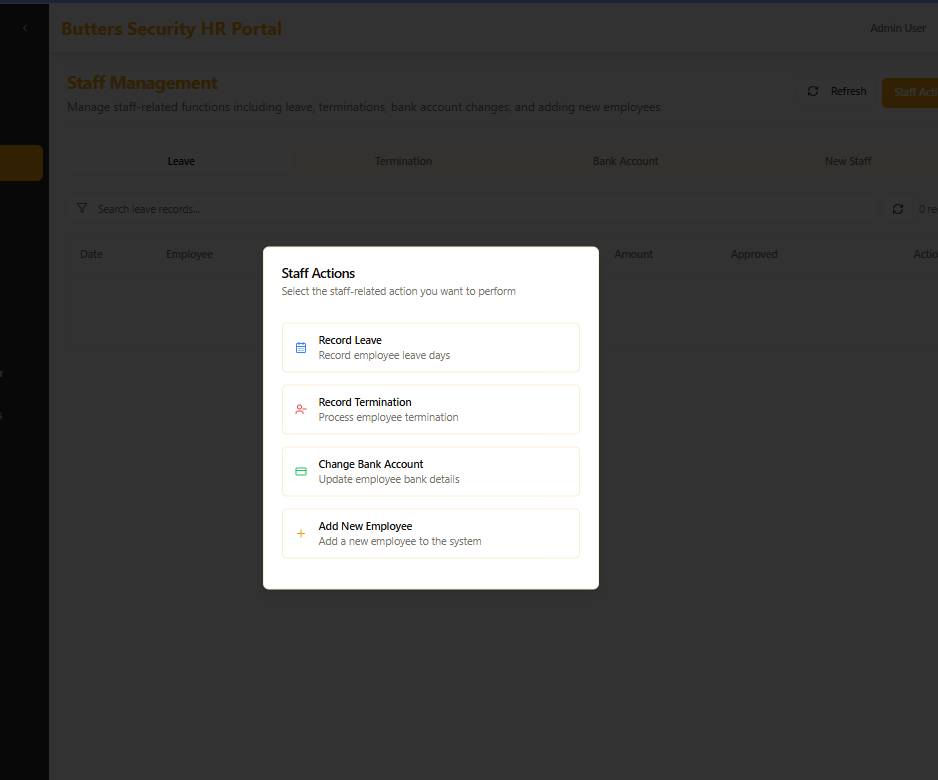 Butters Security HR Portal
Admin User
Staff Management
Manage staff-related functions including leave, terminations, bank account changes, and adding new employees
Refresh
Staff Acti
Leave
Termination
Bank Account
New Staff
Search leave records...
0 re
Date
Employee
Amount
Approved
Actio
Staff Actions
Select the staff-related action you want to perform
Record Leave
Record employee leave days
Record Termination
Process employee termination
Change Bank Account
Update employee bank details
Add New Employee
Add a new employee to the system